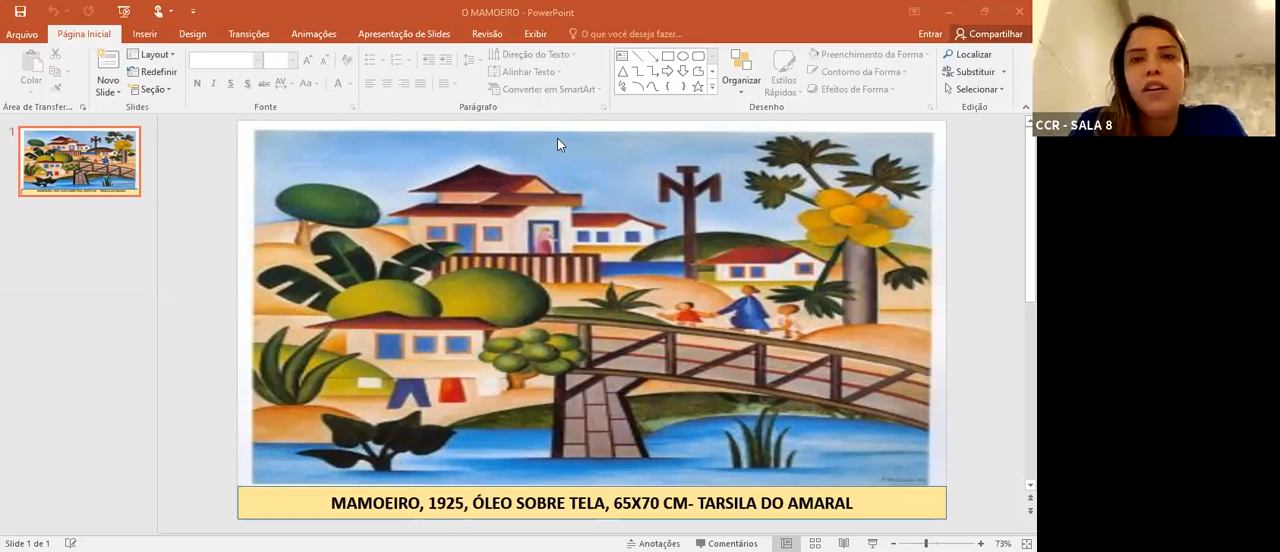 O MAMOEIRO - PowerPoint
Arquivo
Página Inicial
Inserir
Design
Transições
Animações
Apresentação de Slides
Revisão
Exibir
O que você deseja fazer...
Entrar
Compartilhar
Colar
Novo
Slide
Layout
Redefinir
Seção
N I S S abc AV Aa A
Direção do Texto
Alinhar Texto
Converter em SmartArt
Organizar
Estilos
Rápidos
Preenchimento da Forma
Contorno da Forma
Efeitos de Forma
Localizar
Substituir
Selecionar
Área de Transfer...
Slides
Fonte
Parágrafo
Desenho
Edição
CCR - SALA 8
1
MAMOEIRO, 1925, ÓLEO SOBRE TELA, 65X70 CM- TARSILA DO AMARAL
Slide 1 de 1
Anotações
Comentários
73%